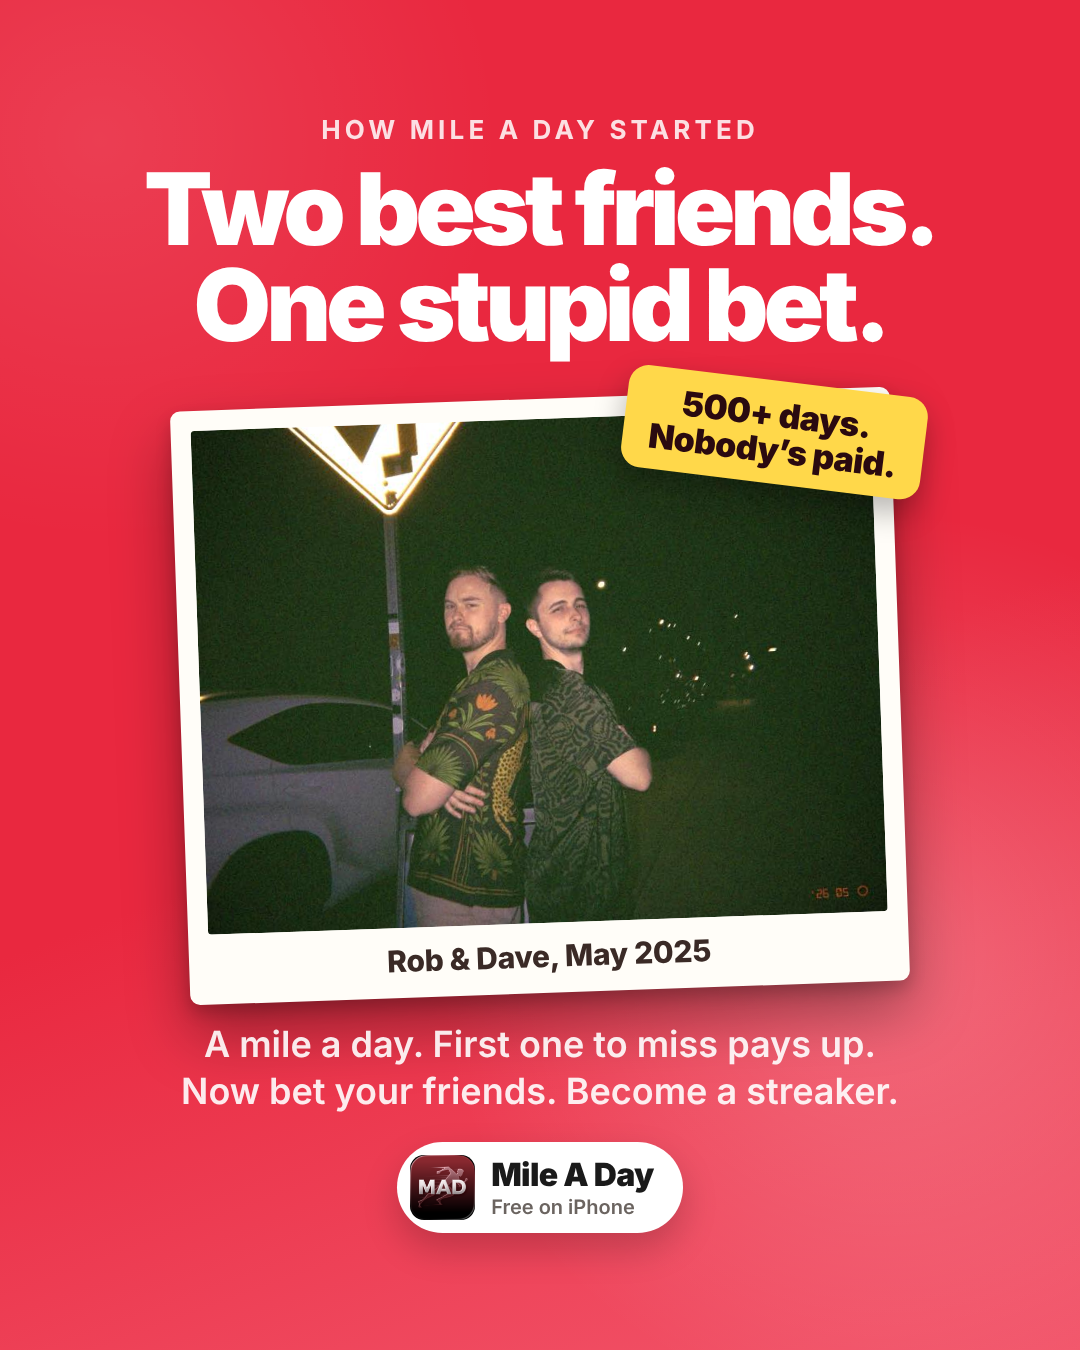 HOW MILE A DAY STARTED
Two best friends.
One stupid bet.
500+ days.
Nobody’s paid.
'26 05
Rob & Dave, May 2025
A mile a day. First one to miss pays up.
Now bet your friends. Become a streaker.
MAD
Mile A Day
Free on iPhone